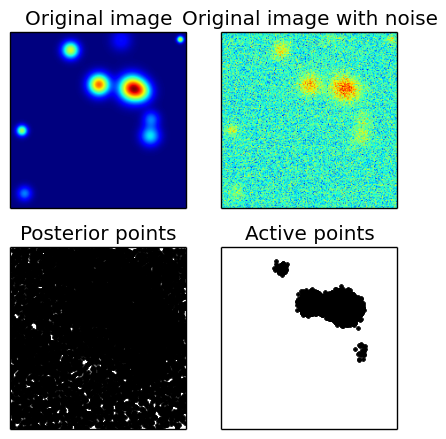 Original image
Original image with noise
Posterior points
Active points